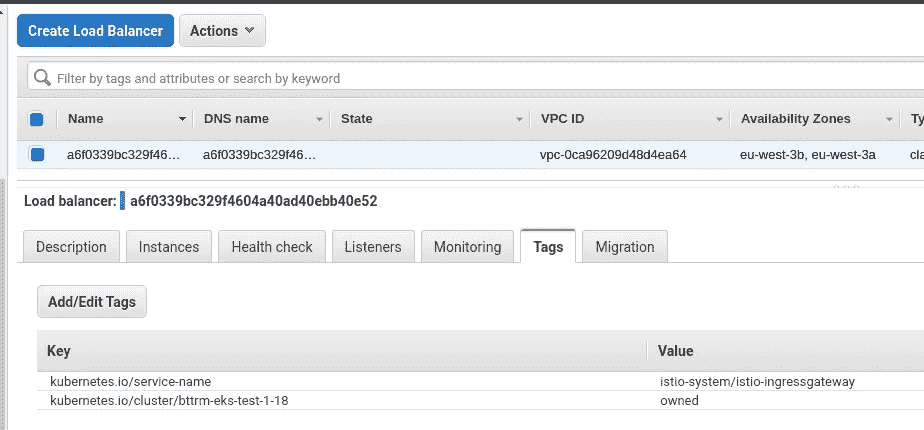 Create Load Balancer Actions
Filter by tags and attributes or search by keyword
Name DNS name State VPC ID Availability Zones Ty
a6f0339bc329f46... a6f0339bc329f46... vpc-0ca96209d48d4ea64 eu-west-3b, eu-west-3a cla
Load balancer: a6f0339bc329f4604a40ad40ebb40e52
Description Instances Health check Listeners Monitoring Tags Migration
Add/Edit Tags
Key Value
kubernetes.io/service-name istio-system/istio-ingressgateway
kubernetes.io/cluster/bttrm-eks-test-1-18 owned